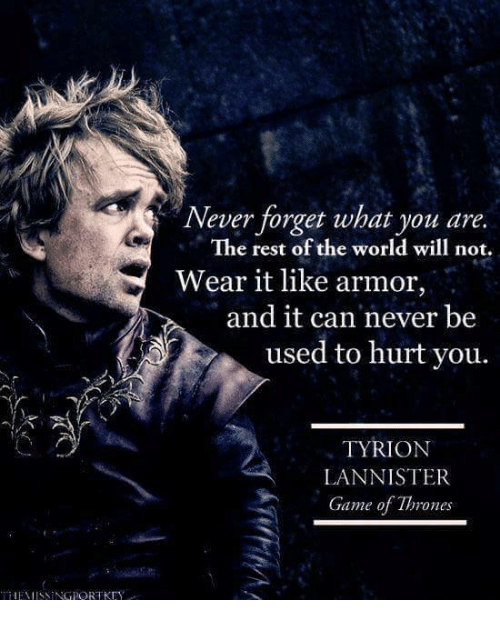 Never forget what you are.
The rest of the world will not.
Wear it like armor,
and it can never be
used to hurt you.
TYRION
LANNISTER
Game of Thrones
THEMISSINGPORTKEY